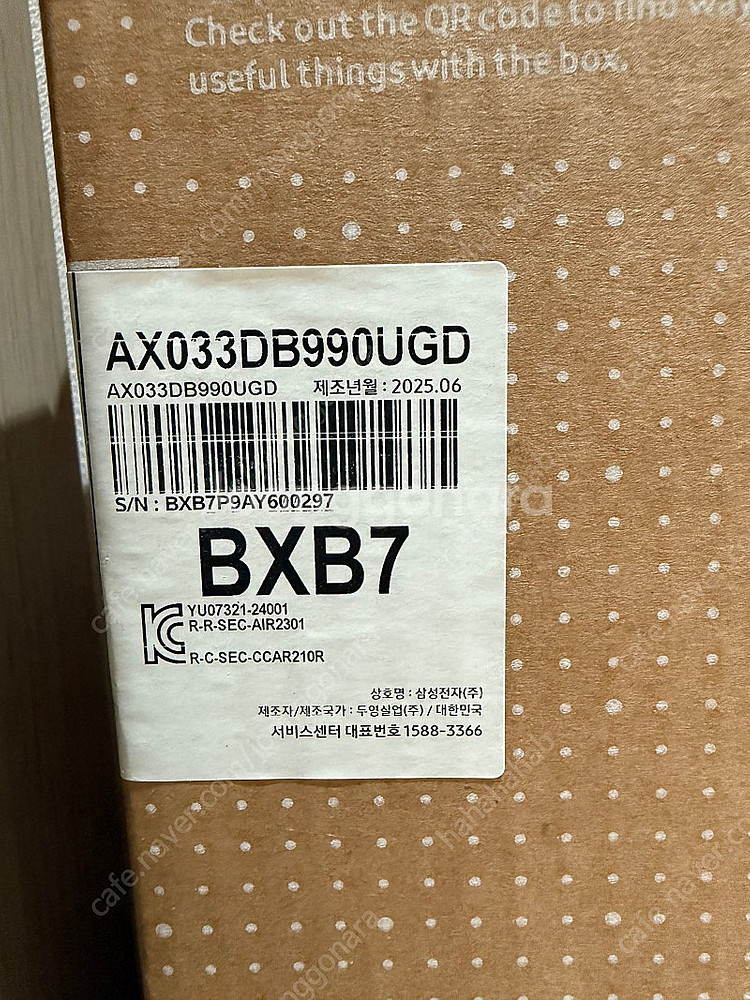 Check out the QR code to find way
useful things with the box.
AX033DB990UGD
AX033DB990UGD 제조년월 : 2025.06
S/N : BXB7P9AY600297
BXB7
YU07321-24001
R-R-SEC-AIR2301
R-C-SEC-CCAR210R
상호명 : 삼성전자(주)
제조자/제조국가 : 두영실업(주) / 대한민국
서비스센터 대표번호 1588-3366